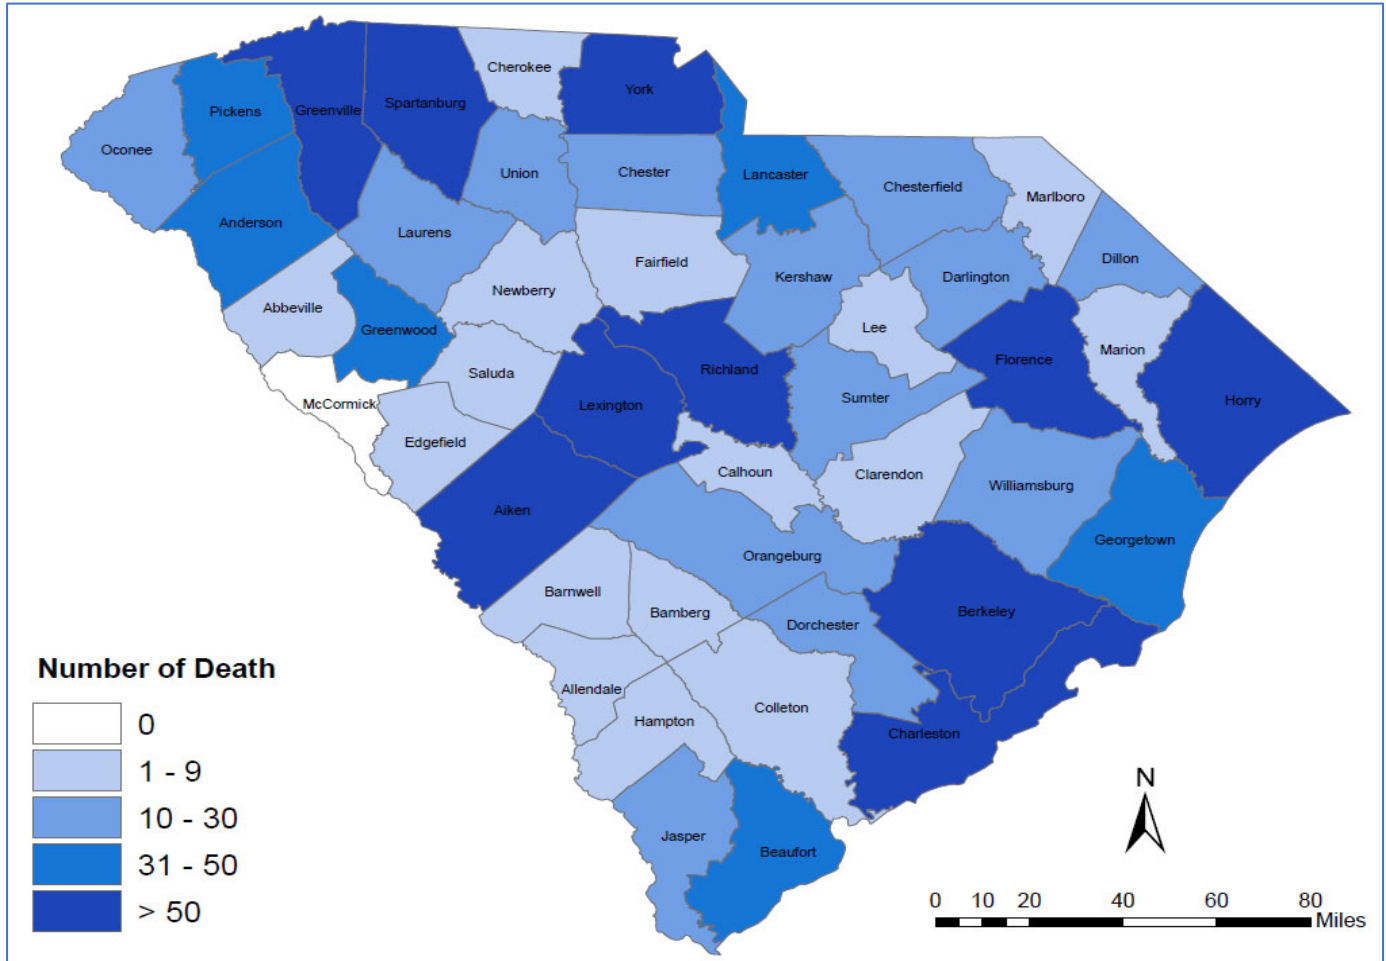 Cherokee
York
Pickens
Greenville
Spartanburg
Oconee
Union
Chester
Lancaster
Chesterfield
Marlboro
Anderson
Laurens
Fairfield
Kershaw
Darlington
Dillon
Newberry
Abbeville
Greenwood
Lee
Marion
Saluda
Richland
Florence
McCormick
Lexington
Sumter
Horry
Edgefield
Calhoun
Clarendon
Williamsburg
Aiken
Orangeburg
Georgetown
Barnwell
Bamberg
Dorchester
Berkeley
Allendale
Hampton
Colleton
Charleston
Jasper
Beaufort
Number of Death
0
1 - 9
10 - 30
31 - 50
> 50
N
0 10 20 40 60 80
Miles